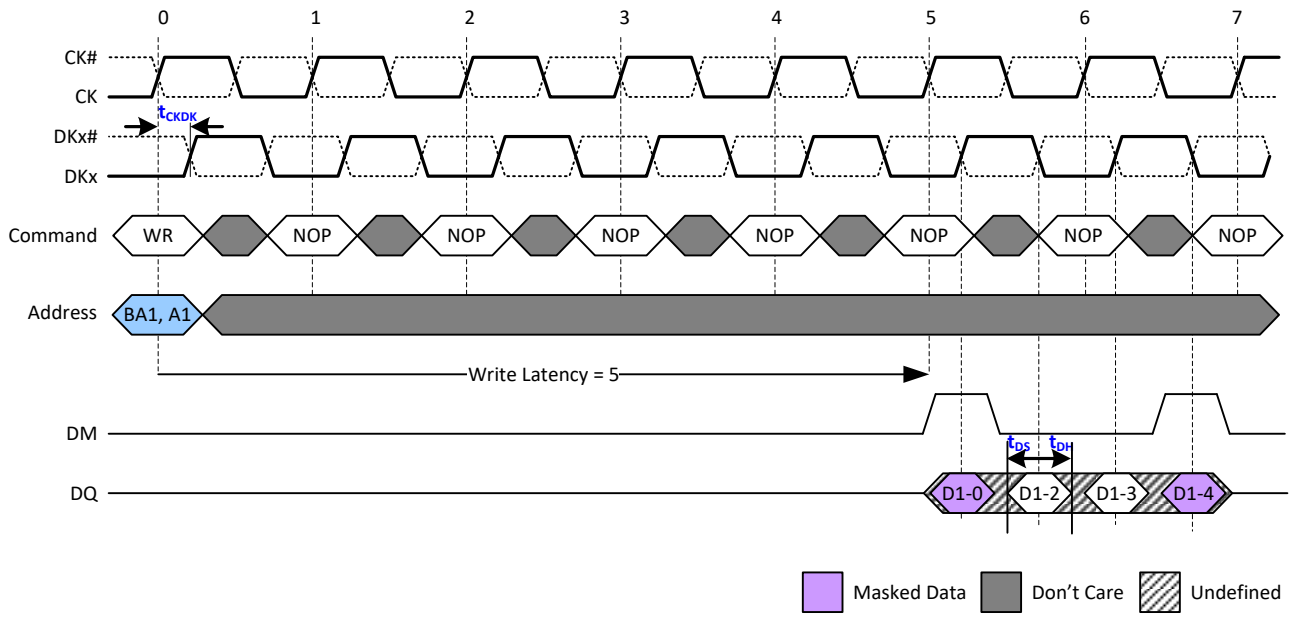 0 1 2 3 4 5 6 7
CK#
CK
tCKDK
DKx#
DKx
Command WR NOP NOP NOP NOP NOP NOP NOP
Address BA1, A1
Write Latency = 5
DM
tDS tDH
DQ D1-0 D1-2 D1-3 D1-4
Masked Data Don't Care Undefined